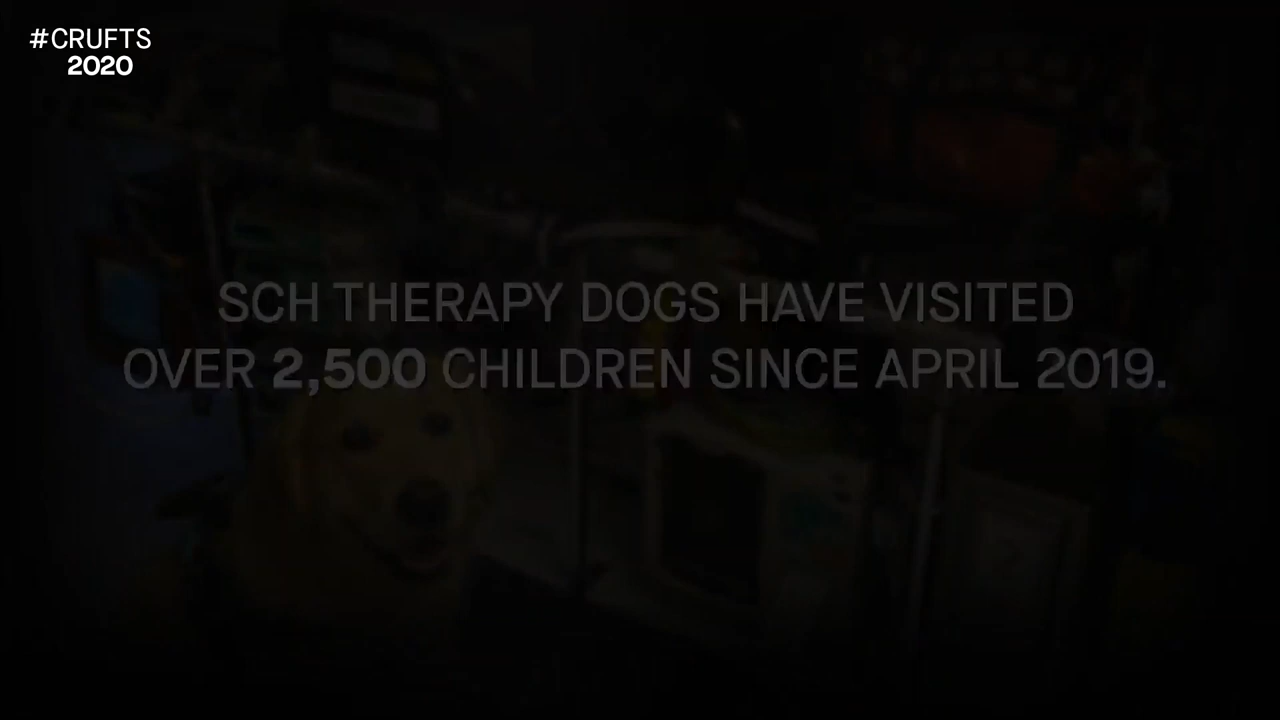 #CRUFTS
2020
SCH THERAPY DOGS HAVE VISITED
OVER 2,500 CHILDREN SINCE APRIL 2019.